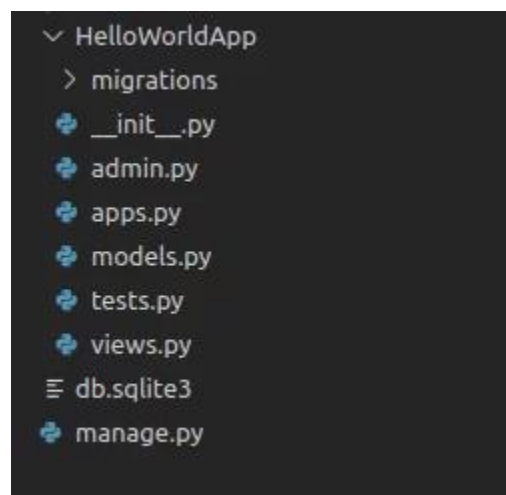 HelloWorldApp
migrations
__init__.py
admin.py
apps.py
models.py
tests.py
views.py
db.sqlite3
manage.py